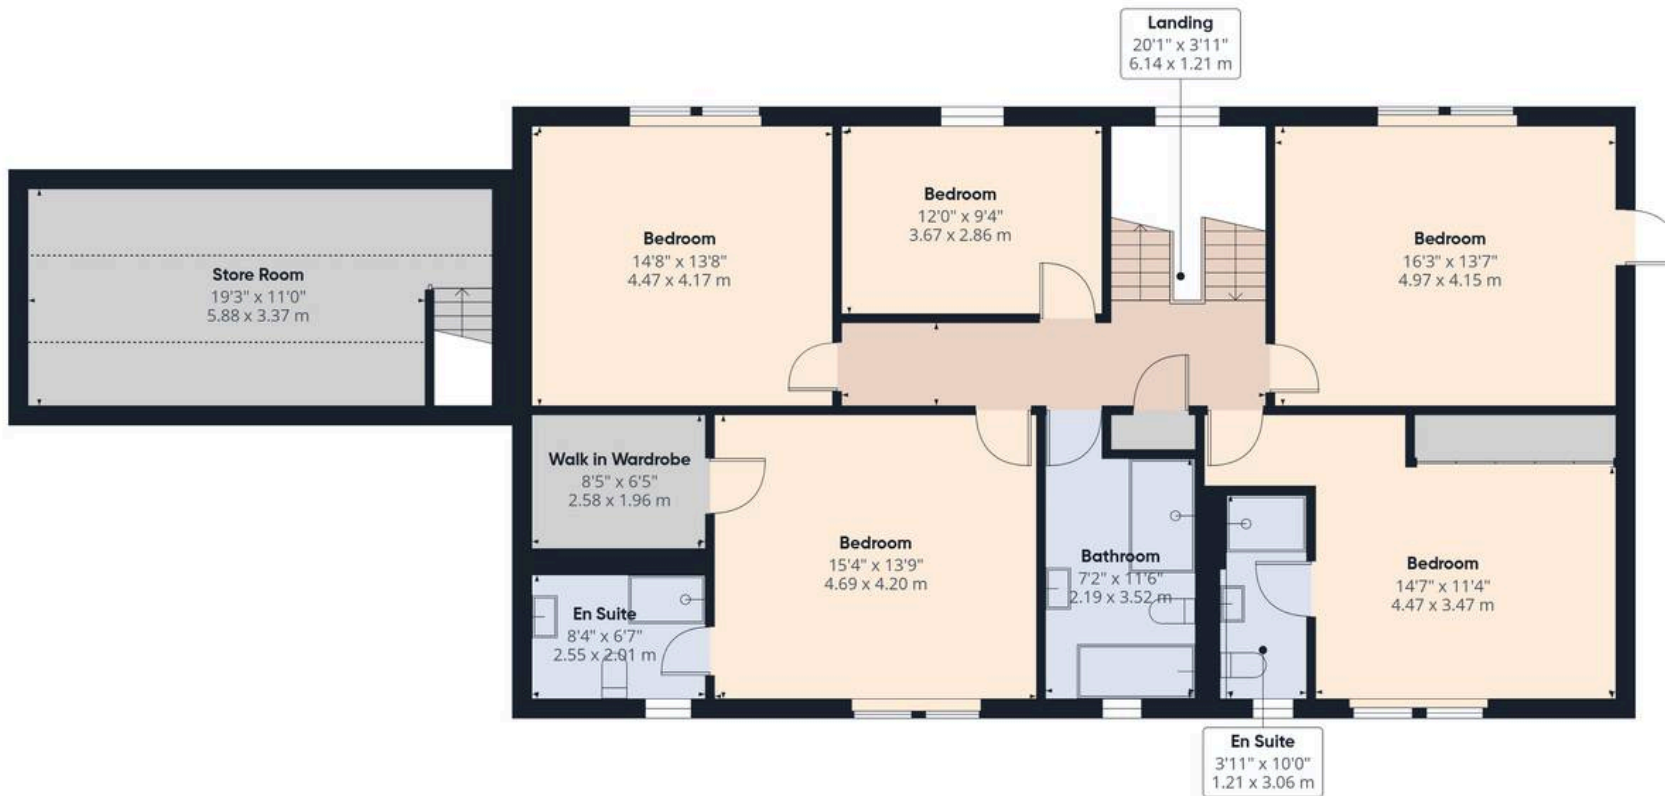 Landing
20'1" x 3'11"
6.14 x 1.21 m
Bedroom
14'8" x 13'8"
4.47 x 4.17 m
Bedroom
12'0" x 9'4"
3.67 x 2.86 m
Bedroom
16'3" x 13'7"
4.97 x 4.15 m
Store Room
19'3" x 11'0"
5.88 x 3.37 m
Walk in Wardrobe
8'5" x 6'5"
2.58 x 1.96 m
Bedroom
15'4" x 13'9"
4.69 x 4.20 m
Bathroom
7'2" x 11'6"
2.19 x 3.52 m
Bedroom
14'7" x 11'4"
4.47 x 3.47 m
En Suite
8'4" x 6'7"
2.55 x 2.01 m
En Suite
3'11" x 10'0"
1.21 x 3.06 m